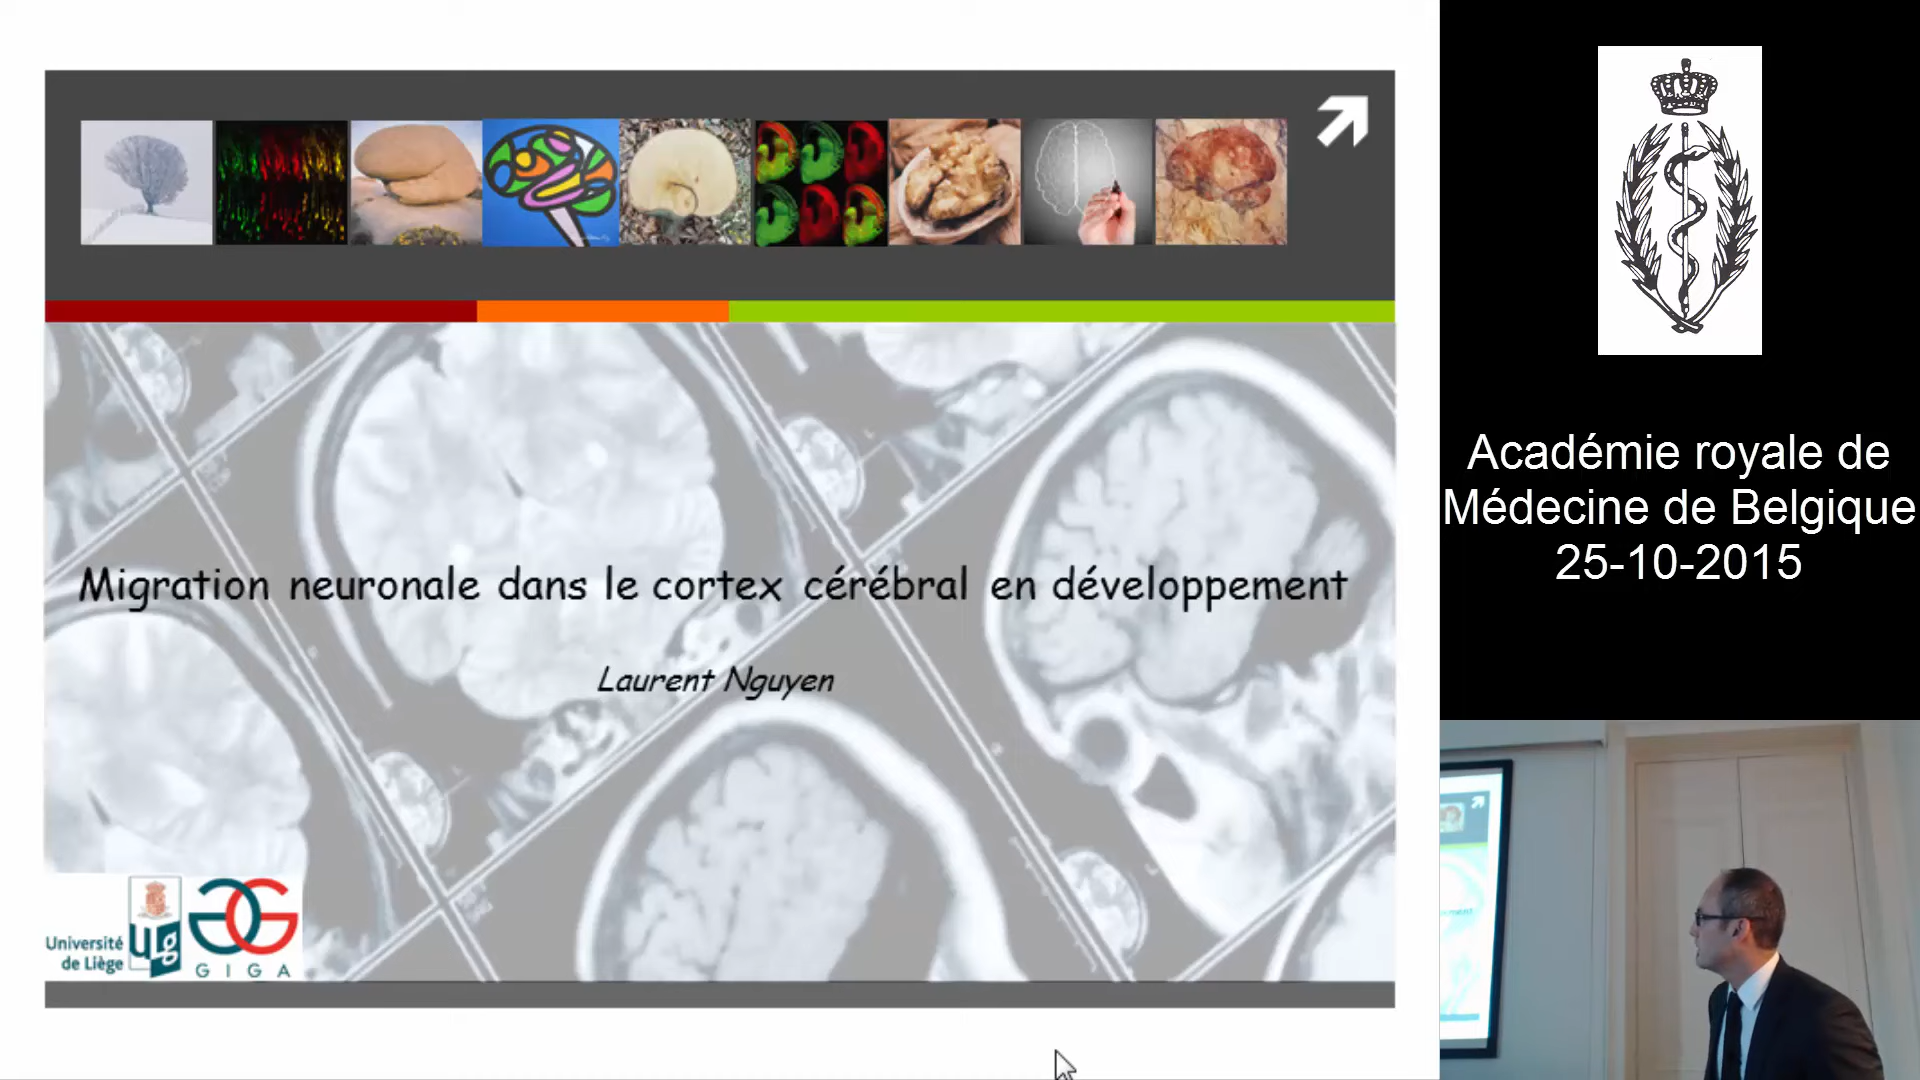 Migration neuronale dans le cortex cérébral en développement
Laurent Nguyen
Université
de Liège
ulg
GIGA
Académie royale de
Médecine de Belgique
25-10-2015